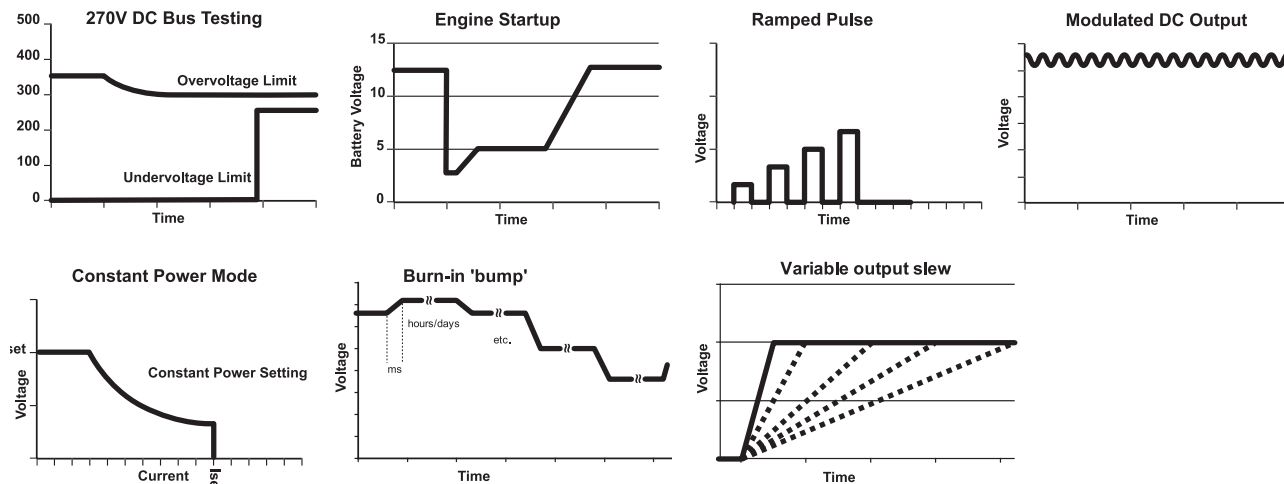 270V DC Bus Testing
500
400
300
200
100
0
Overvoltage Limit
Undervoltage Limit
Time
Engine Startup
Battery Voltage
15
10
5
0
Time
Ramped Pulse
Voltage
Time
Modulated DC Output
Voltage
Time
Constant Power Mode
set
Voltage
Constant Power Setting
Current
Ise
Burn-in 'bump'
Voltage
hours/days
ms
etc.
Time
Variable output slew
Voltage
Time